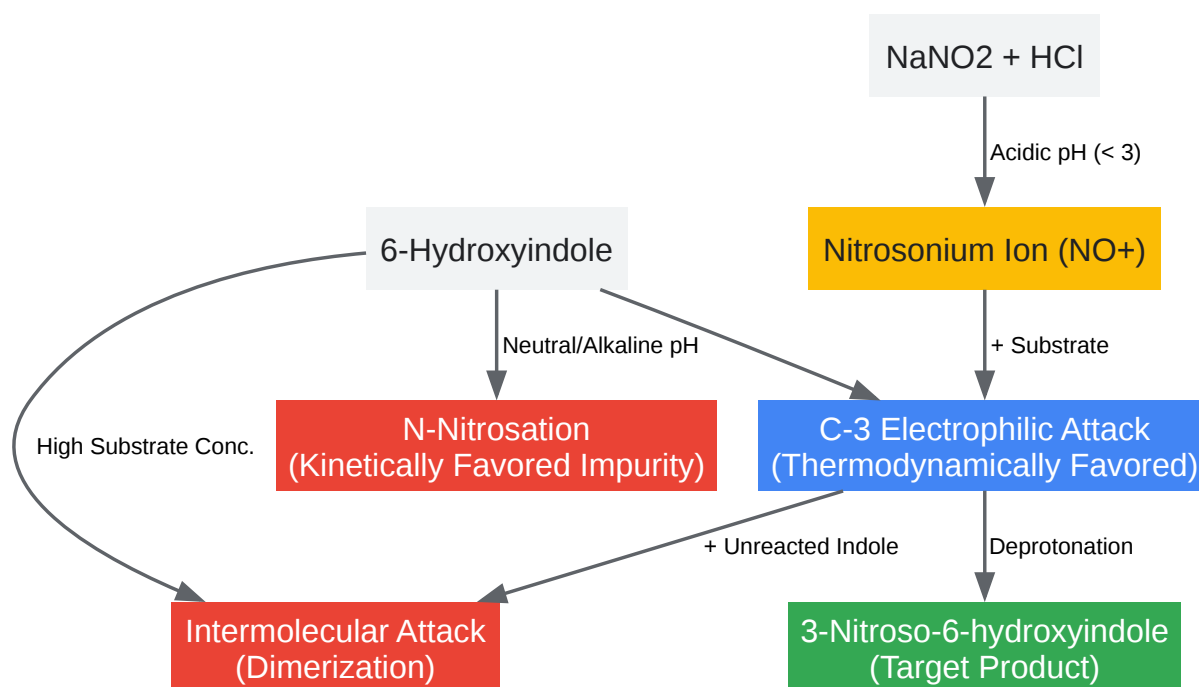 NaNO2 + HCl
Acidic pH (< 3)
6-Hydroxyindole
Nitrosonium Ion (NO+)
Neutral/Alkaline pH
+ Substrate
High Substrate Conc.
N-Nitrosation
(Kinetically Favored Impurity)
C-3 Electrophilic Attack
(Thermodynamically Favored)
+ Unreacted Indole
Deprotonation
Intermolecular Attack
(Dimerization)
3-Nitroso-6-hydroxyindole
(Target Product)